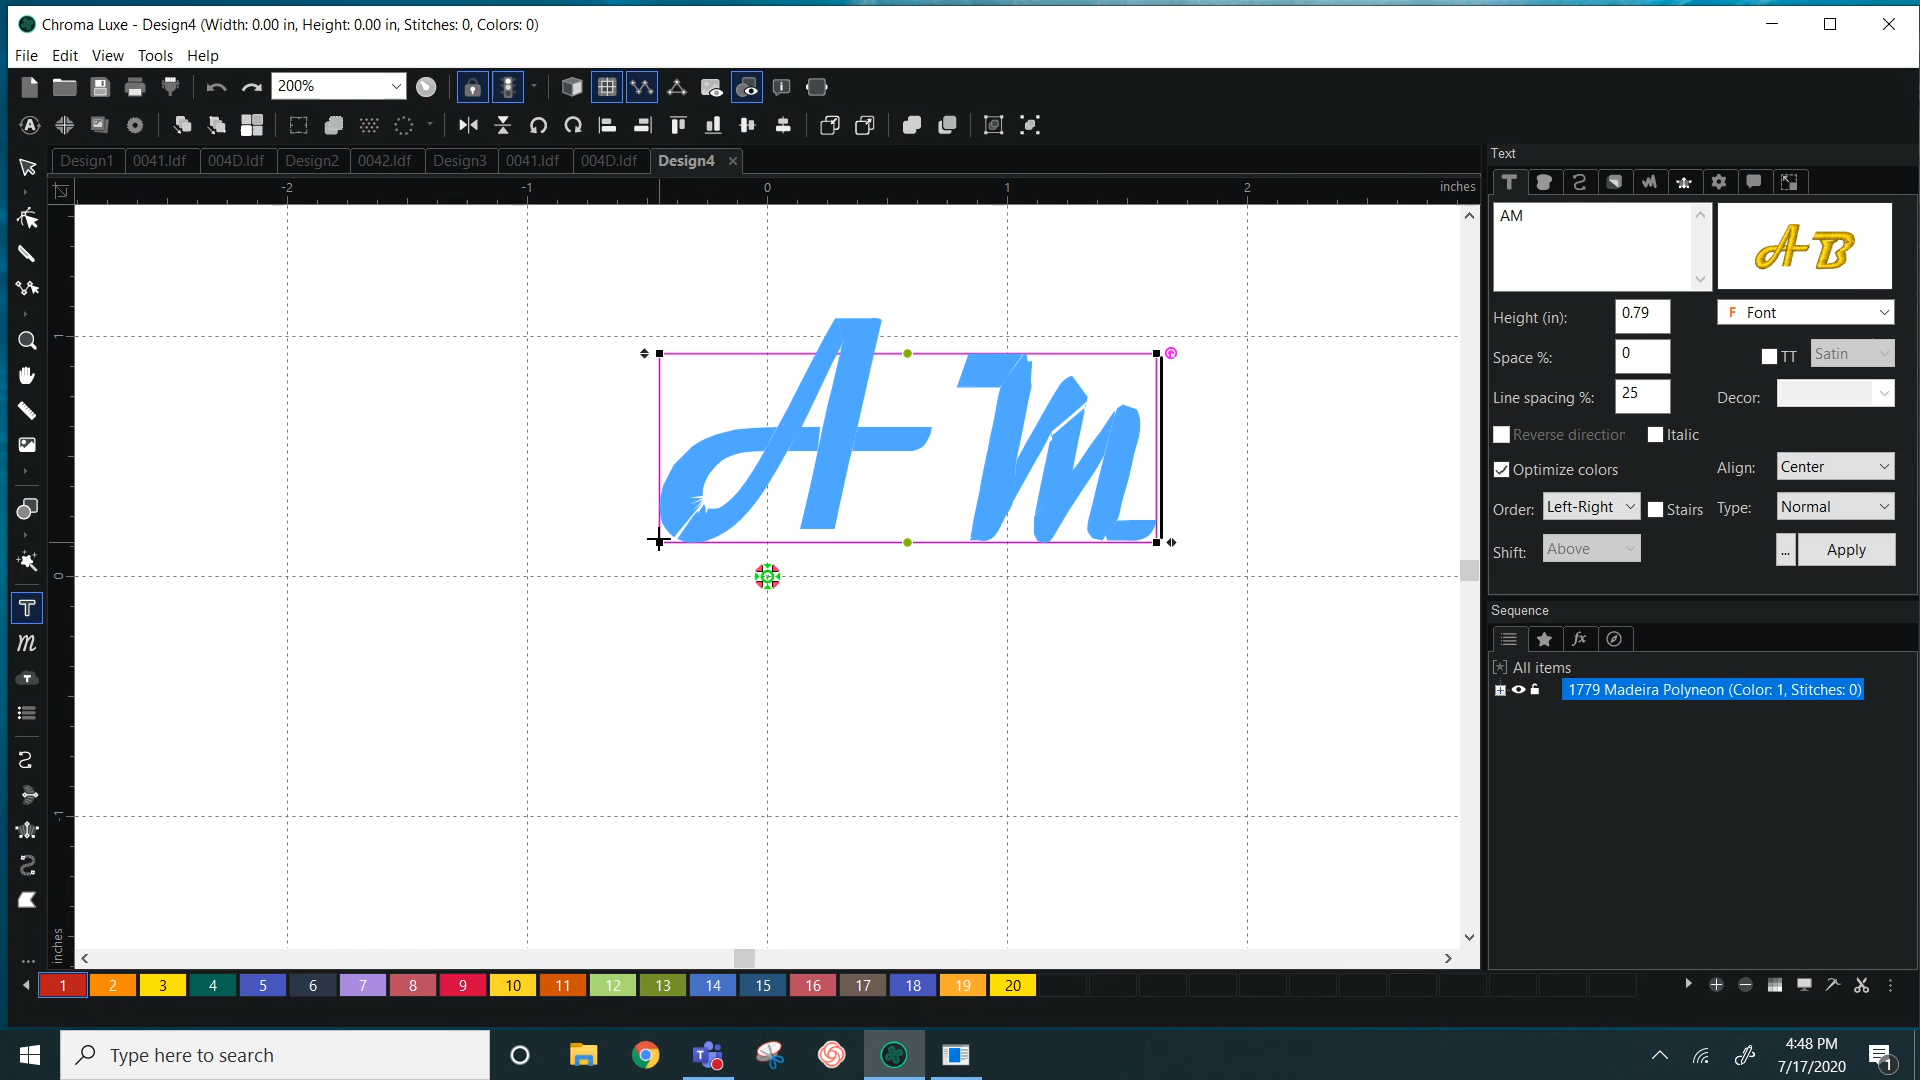 Chroma Luxe - Design4 (Width: 0.00 in, Height: 0.00 in, Stitches: 0, Colors: 0)
File Edit View Tools Help
200%
Design1 0041.ldf 004D.ldf Design2 0042.ldf Design3 0041.ldf 004D.ldf Design4
-2 -1 0 1 2 inches
1
0
-1
inches
A m
Text
AM
AB
Height (in): 0.79 F Font
Space %: 0 TT Satin
Line spacing %: 25 Decor:
Reverse direction Italic
Optimize colors Align: Center
Order: Left-Right Stairs Type: Normal
Shift: Above ... Apply
Sequence
All items
1779 Madeira Polyneon (Color: 1, Stitches: 0)
1 2 3 4 5 6 7 8 9 10 11 12 13 14 15 16 17 18 19 20
Type here to search
4:48 PM
7/17/2020
1